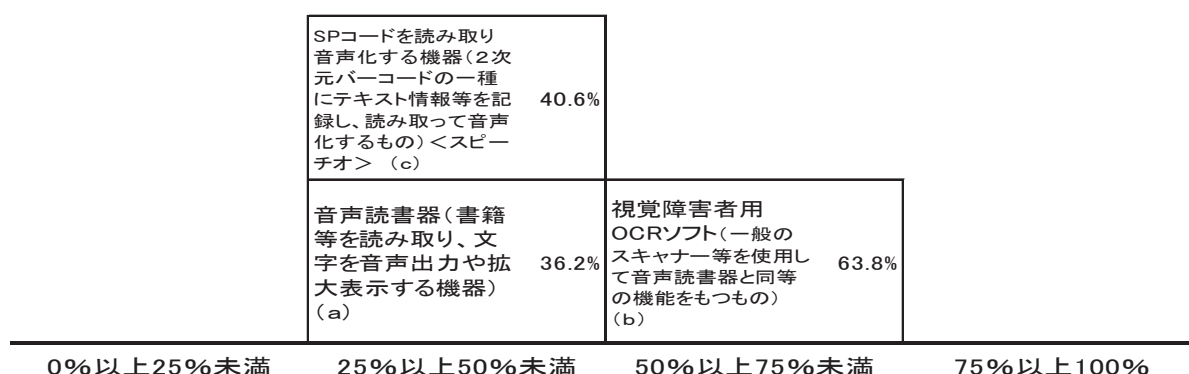 SPコードを読み取り
音声化する機器(2次
元バーコードの一種
にテキスト情報等を記
録し、読み取って音声
化するもの)<スピー
チオ> (c)
40.6%
音声読書器(書籍
等を読み取り、文
字を音声出力や拡
大表示する機器)
(a)
36.2%
視覚障害者用
OCRソフト(一般の
スキャナー等を使用し
て音声読書器と同等
の機能をもつもの)
(b)
63.8%
0%以上25%未満 25%以上50%未満 50%以上75%未満 75%以上100%